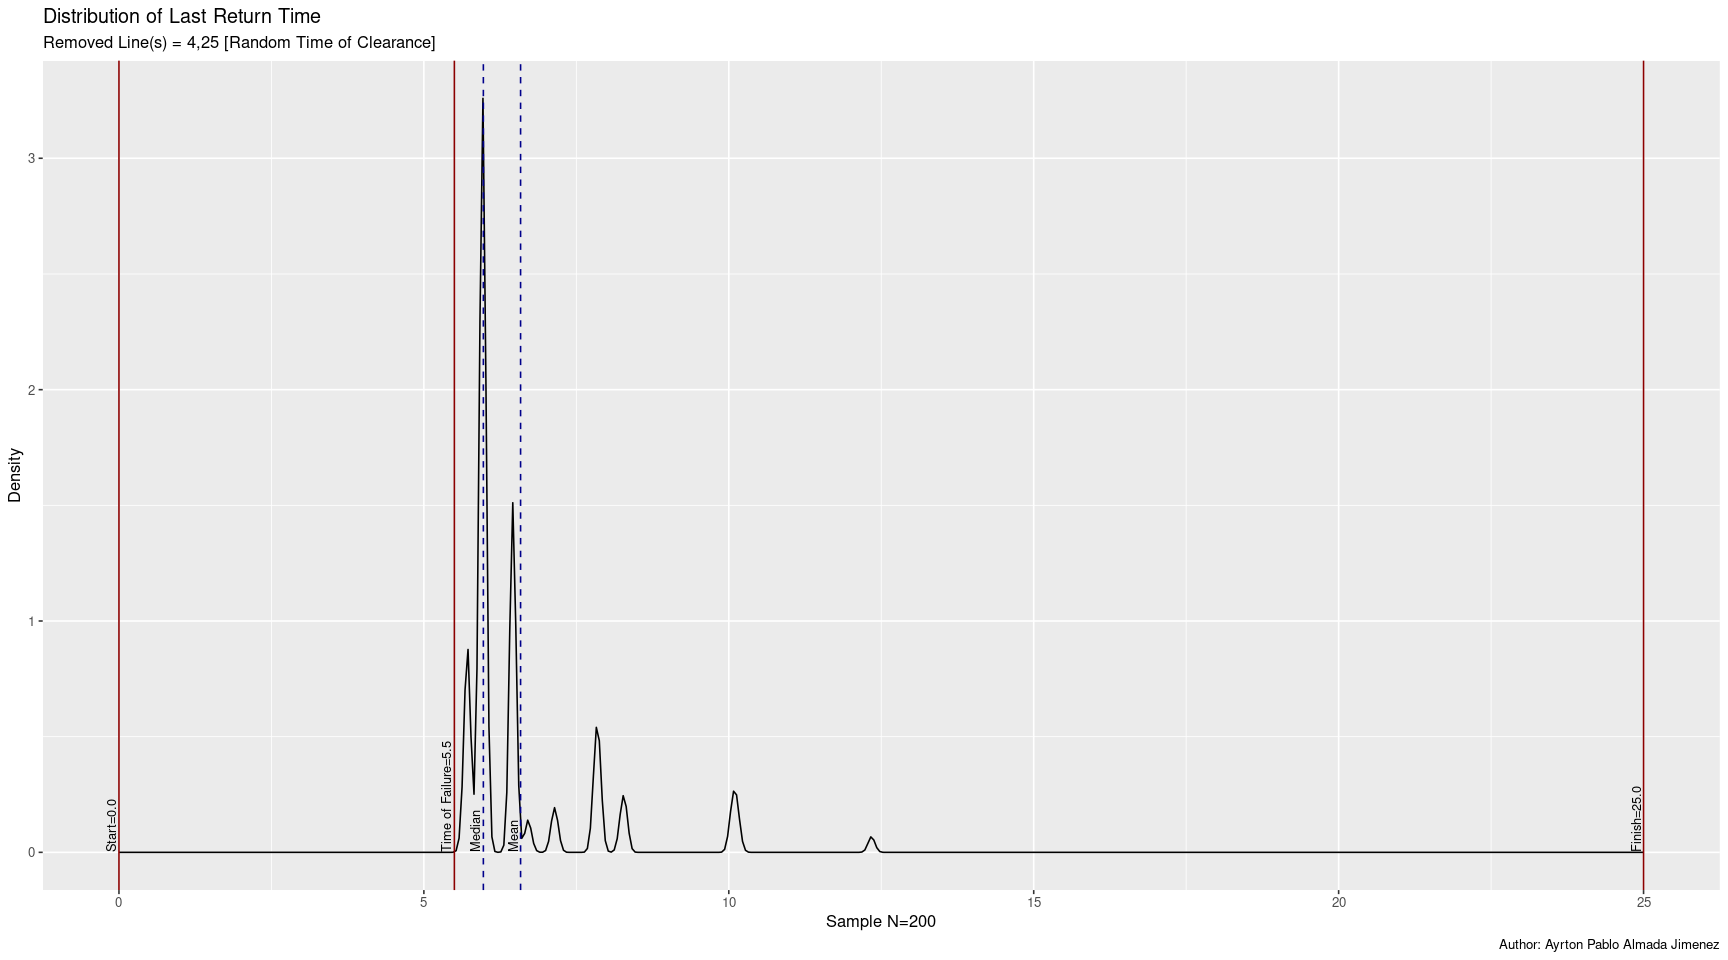 Distribution of Last Return Time
Removed Line(s) = 4,25 [Random Time of Clearance]
Density
3
2
1
0
Start=0.0
Time of Failure=5.5
Median
Mean
Finish=25.0
0
5
10
15
20
25
Sample N=200
Author: Ayrton Pablo Almada Jimenez